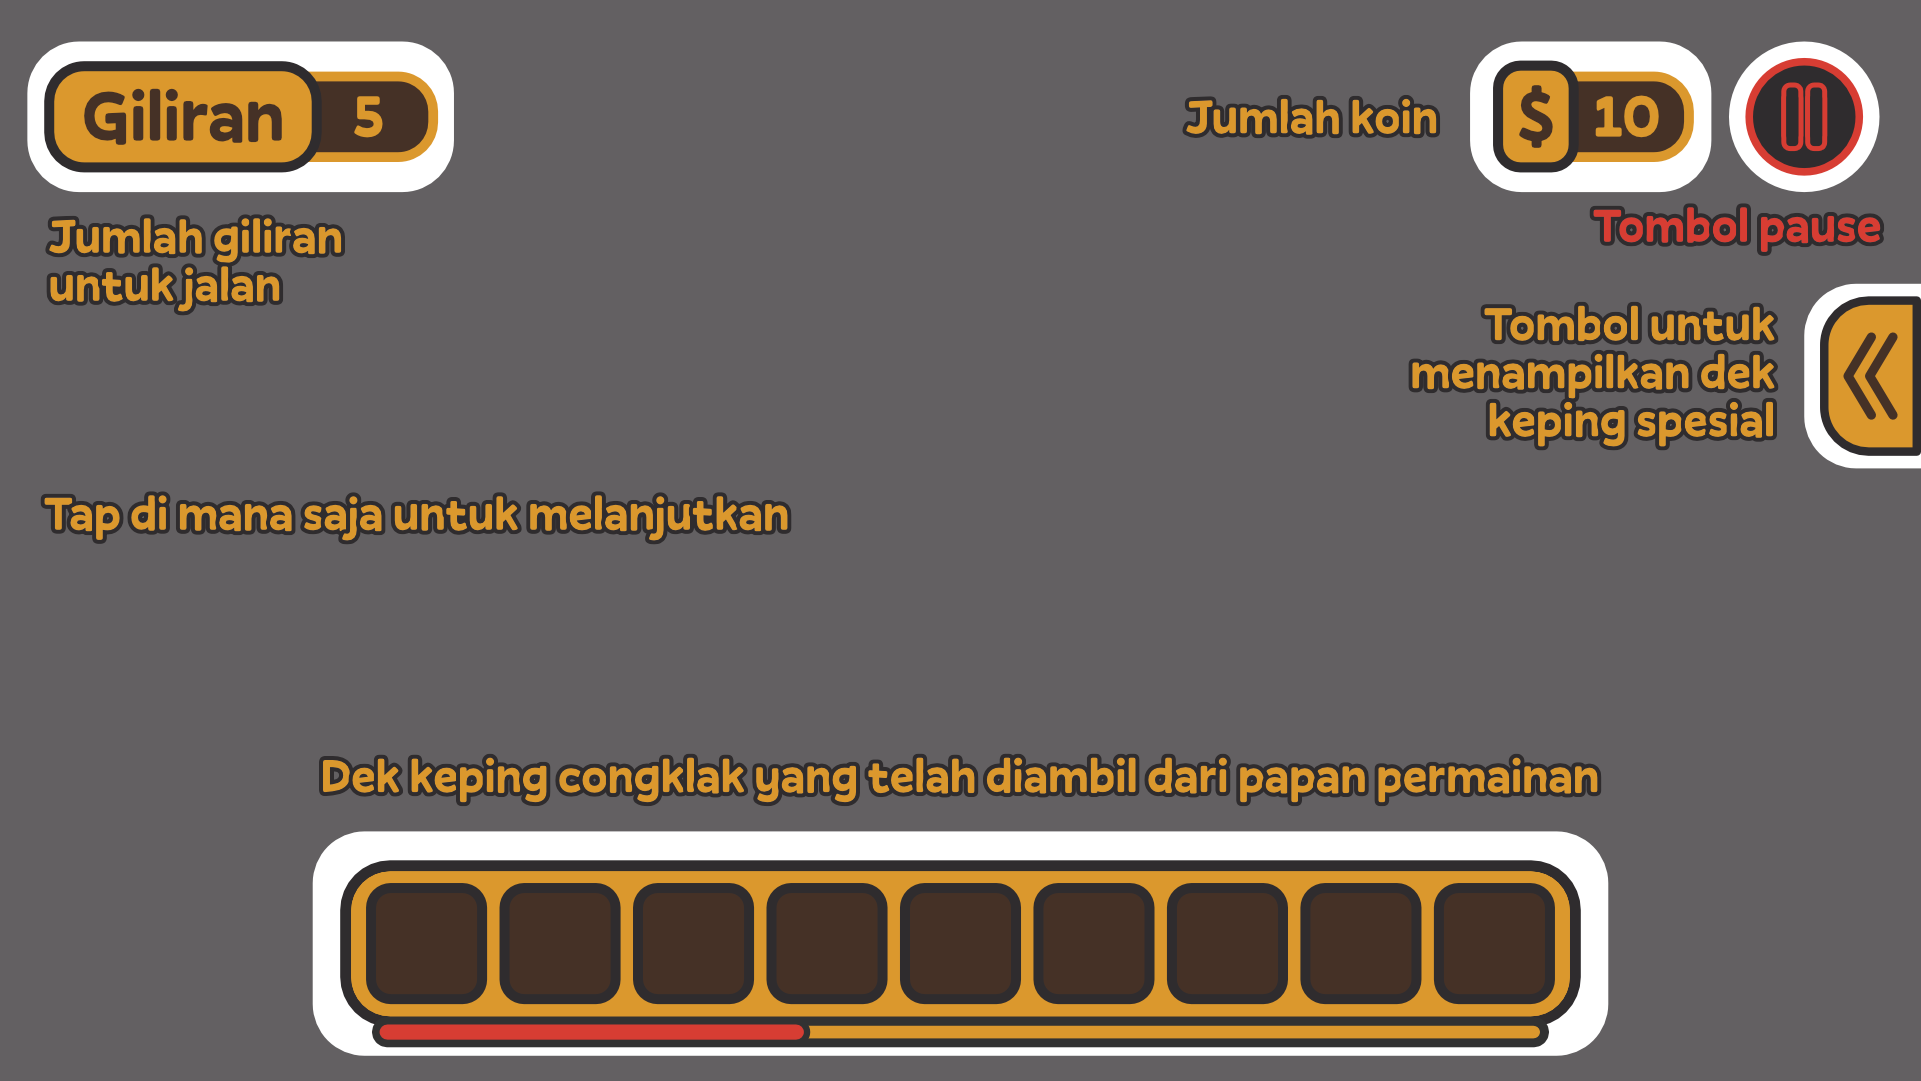 Giliran 5
Jumlah koin
$ 10
Jumlah giliran
untuk jalan
Tombol pause
Tombol untuk
menampilkan dek
keping spesial
Tap di mana saja untuk melanjutkan
Dek keping congklak yang telah diambil dari papan permainan